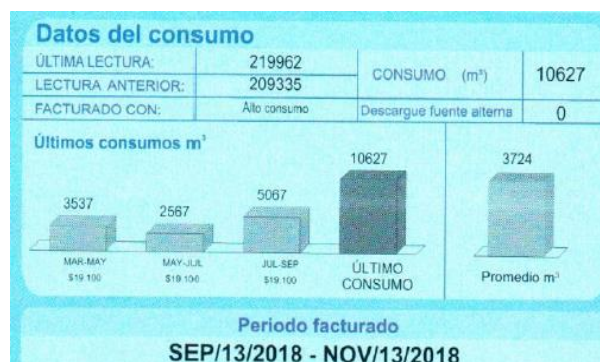 Datos del consumo
ÚLTIMA LECTURA: 219962
LECTURA ANTERIOR: 209335
CONSUMO (m³) 10627
FACTURADO CON: Alto consumo
Descargue fuente alterna 0
Últimos consumos m³
3537
2567
5067
10627
3724
MAR-MAY
$19.100
MAY-JUL
$19.100
JUL-SEP
$19.100
ÚLTIMO
CONSUMO
Promedio m³
Periodo facturado
SEP/13/2018 - NOV/13/2018